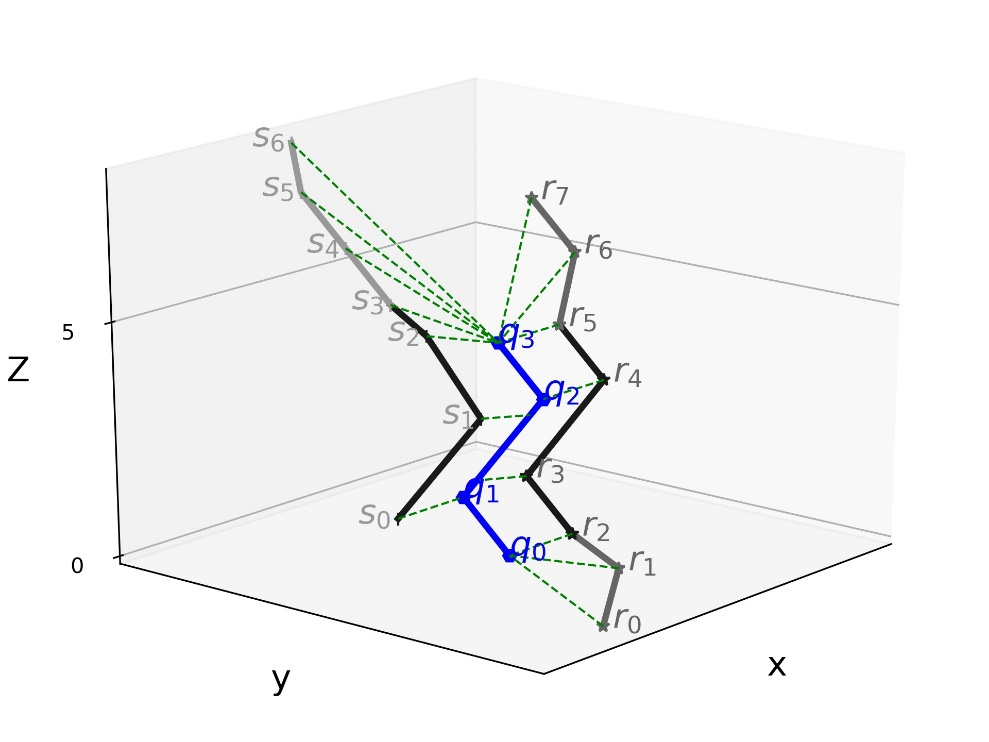 s₆
r₇
s₅
s₄
r₆
s₃
r₅
5
s₂
q₃
Z
r₄
q₂
s₁
r₃
q₁
s₀
r₂
q₀
0
r₁
r₀
x
y